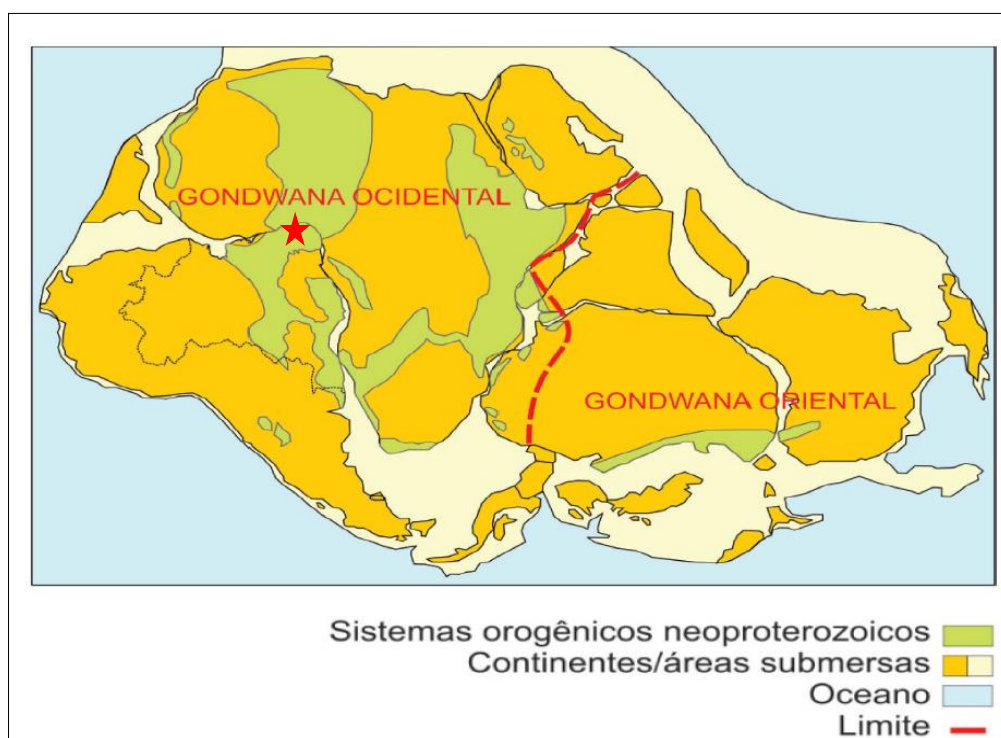 GONDWANA OCIDENTAL
GONDWANA ORIENTAL
Sistemas orogênicos neoproterozoicos
Continentes/áreas submersas
Oceano
Limite